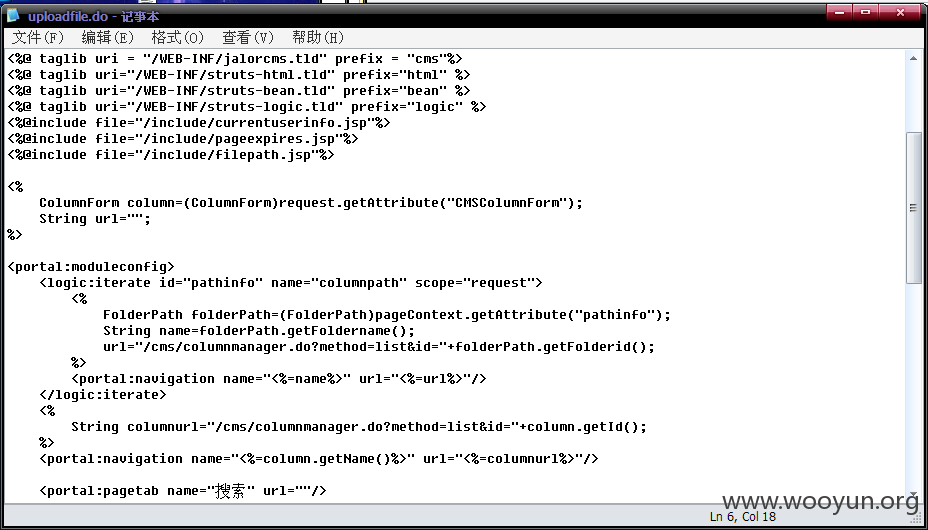 uploadfile.do - 记事本
文件(F) 编辑(E) 格式(O) 查看(V) 帮助(H)
<%@ taglib uri = "/WEB-INF/jalorcms.tld" prefix = "cms"%>
<%@ taglib uri="/WEB-INF/struts-html.tld" prefix="html" %>
<%@ taglib uri="/WEB-INF/struts-bean.tld" prefix="bean" %>
<%@ taglib uri="/WEB-INF/struts-logic.tld" prefix="logic" %>
<%@include file="/include/currentuserinfo.jsp"%>
<%@include file="/include/pageexpires.jsp"%>
<%@include file="/include/filepath.jsp"%>
<%
ColumnForm column=(ColumnForm)request.getAttribute("CMSColumnForm");
String url="";
%>
<portal:moduleconfig>
<logic:iterate id="pathinfo" name="columnpath" scope="request">
<%
FolderPath folderPath=(FolderPath)pageContext.getAttribute("pathinfo");
String name=folderPath.getFoldername();
url="/cms/columnmanager.do?method=list&id="+folderPath.getFolderid();
%>
<portal:navigation name="<%=name%>" url="<%=url%>"/>
</logic:iterate>
<%
String columnurl="/cms/columnmanager.do?method=list&id="+column.getId();
%>
<portal:navigation name="<%=column.getName()%>" url="<%=columnurl%>"/>
<portal:pagetab name="搜索" url=""/>
www.wooyun.org
Ln 6, Col 18